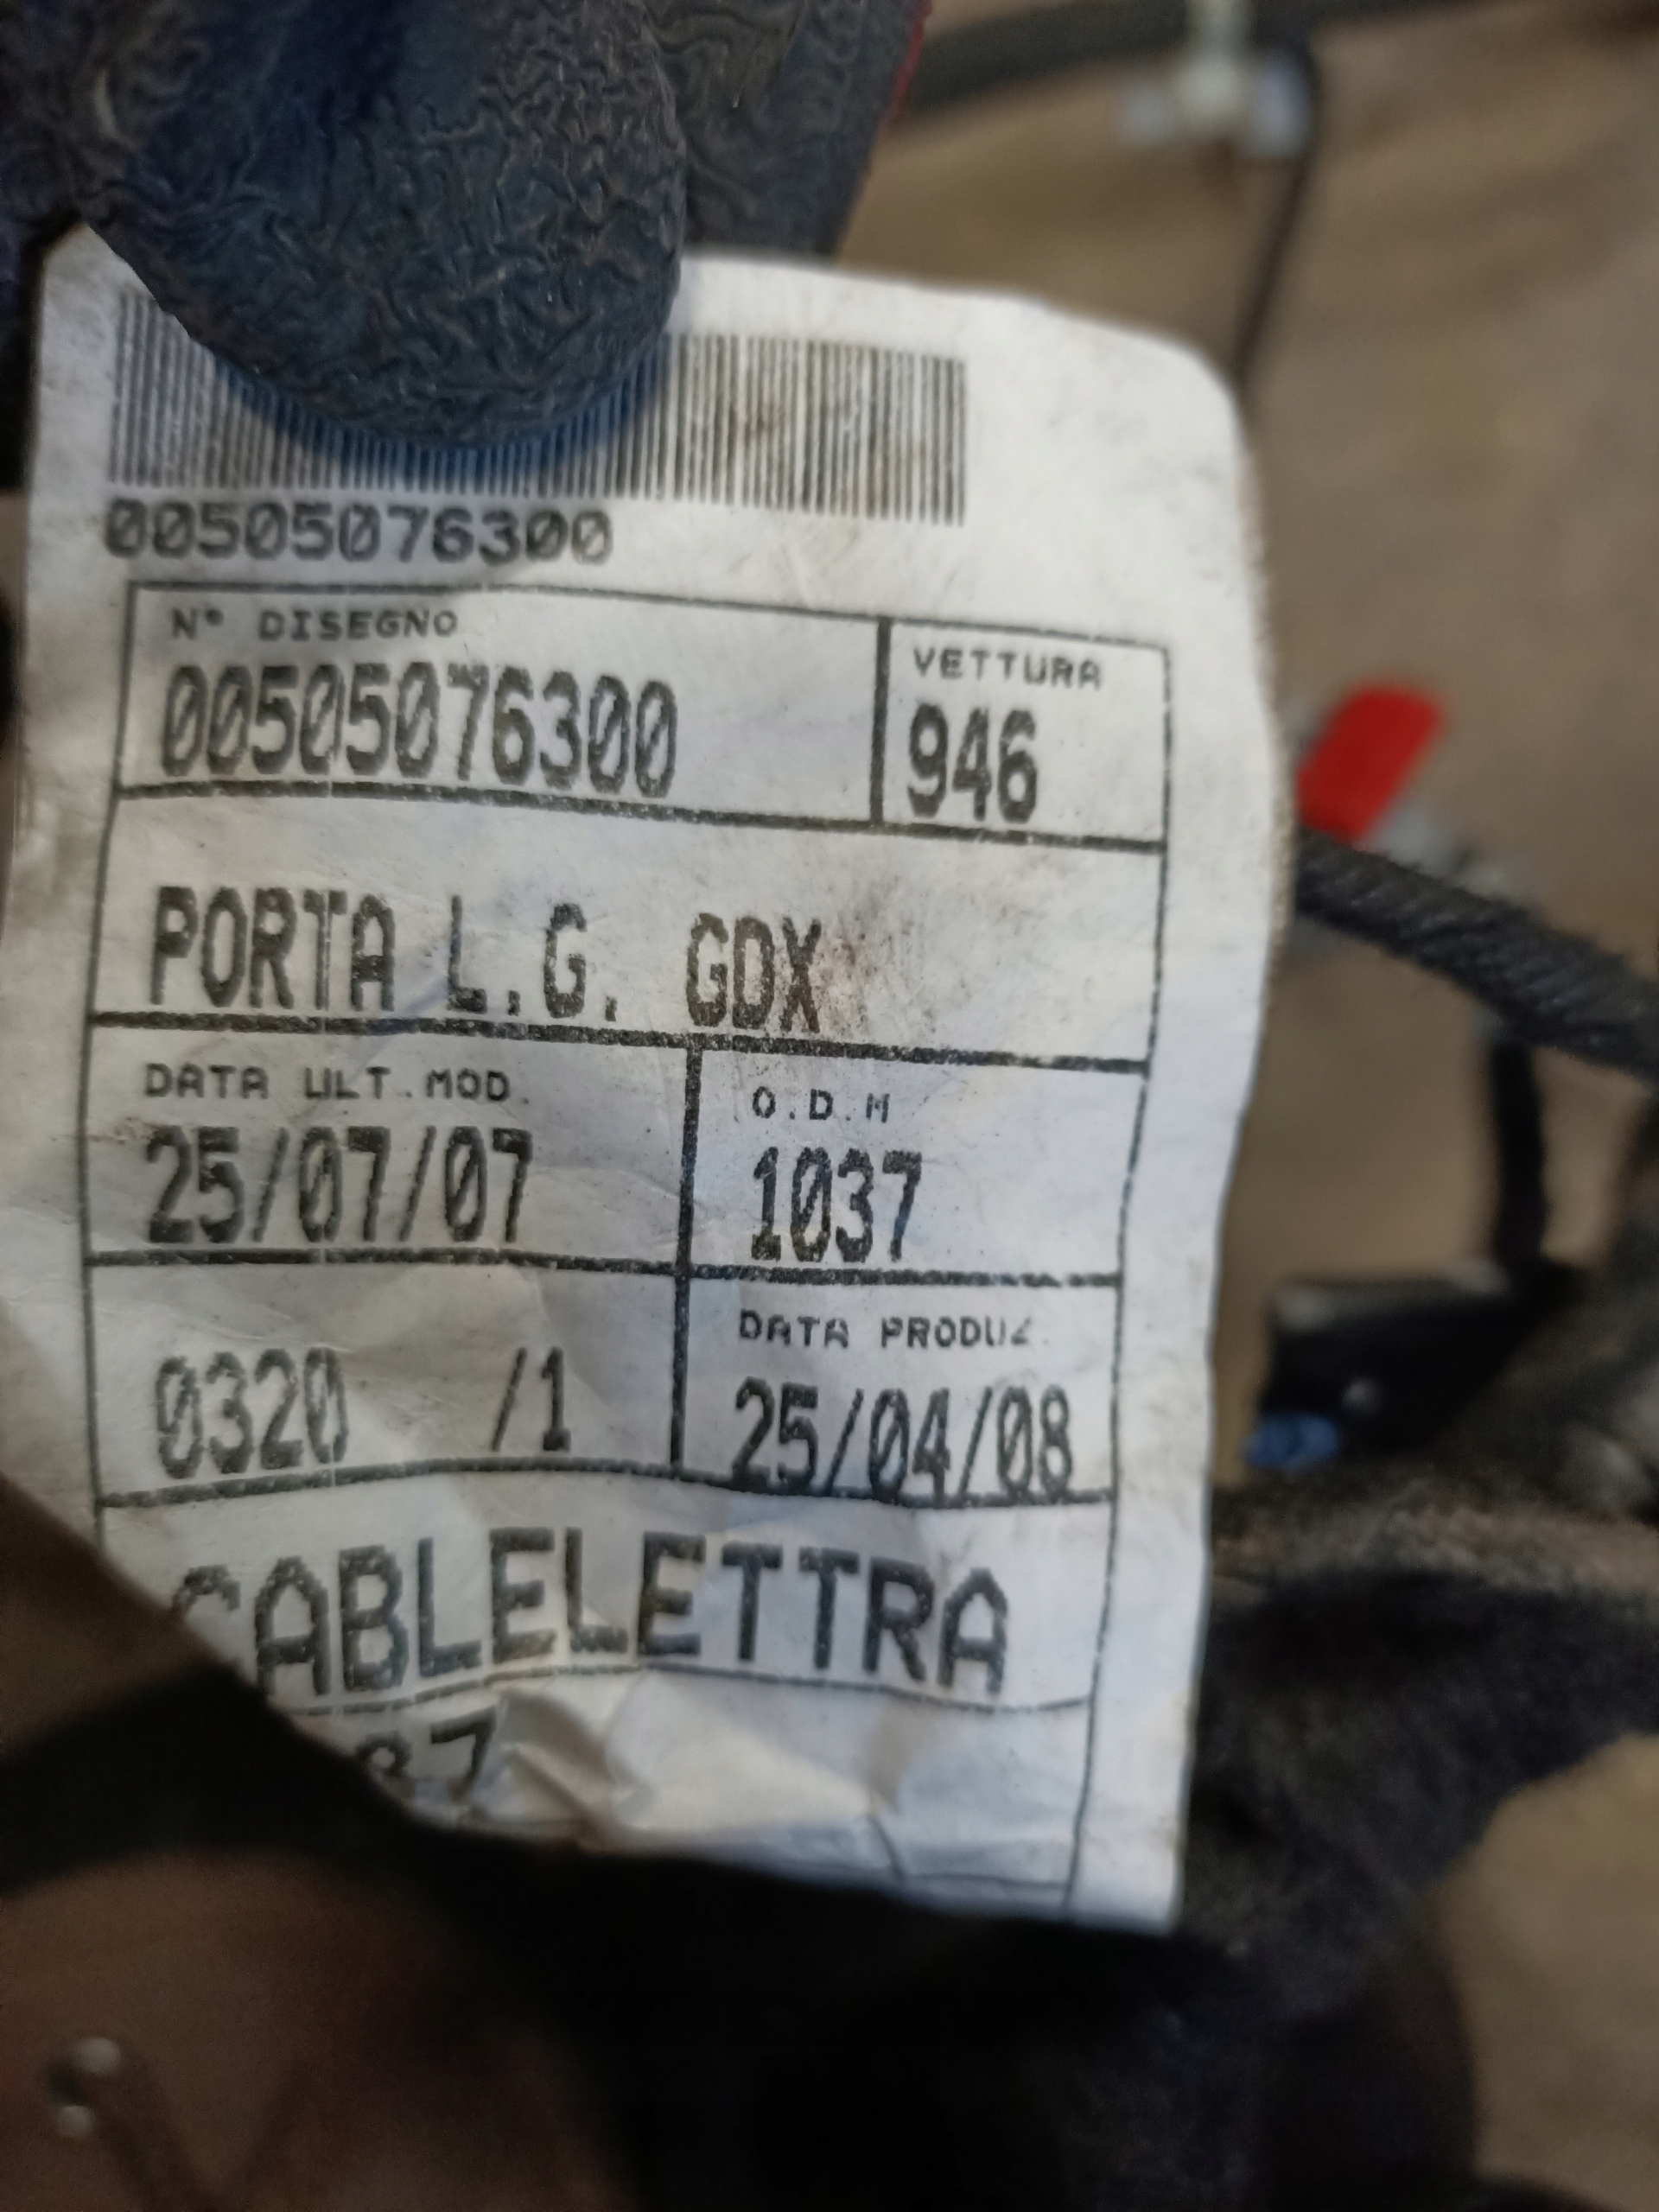 00505076300
N° DISEGNO
00505076300
VETTURA
946
PORTA L.G. GDX
DATA ULT.MOD.
25/07/07
O.D.M
1037
0320 /1
DATA PRODUZ.
25/04/08
CABLELETTRA
87